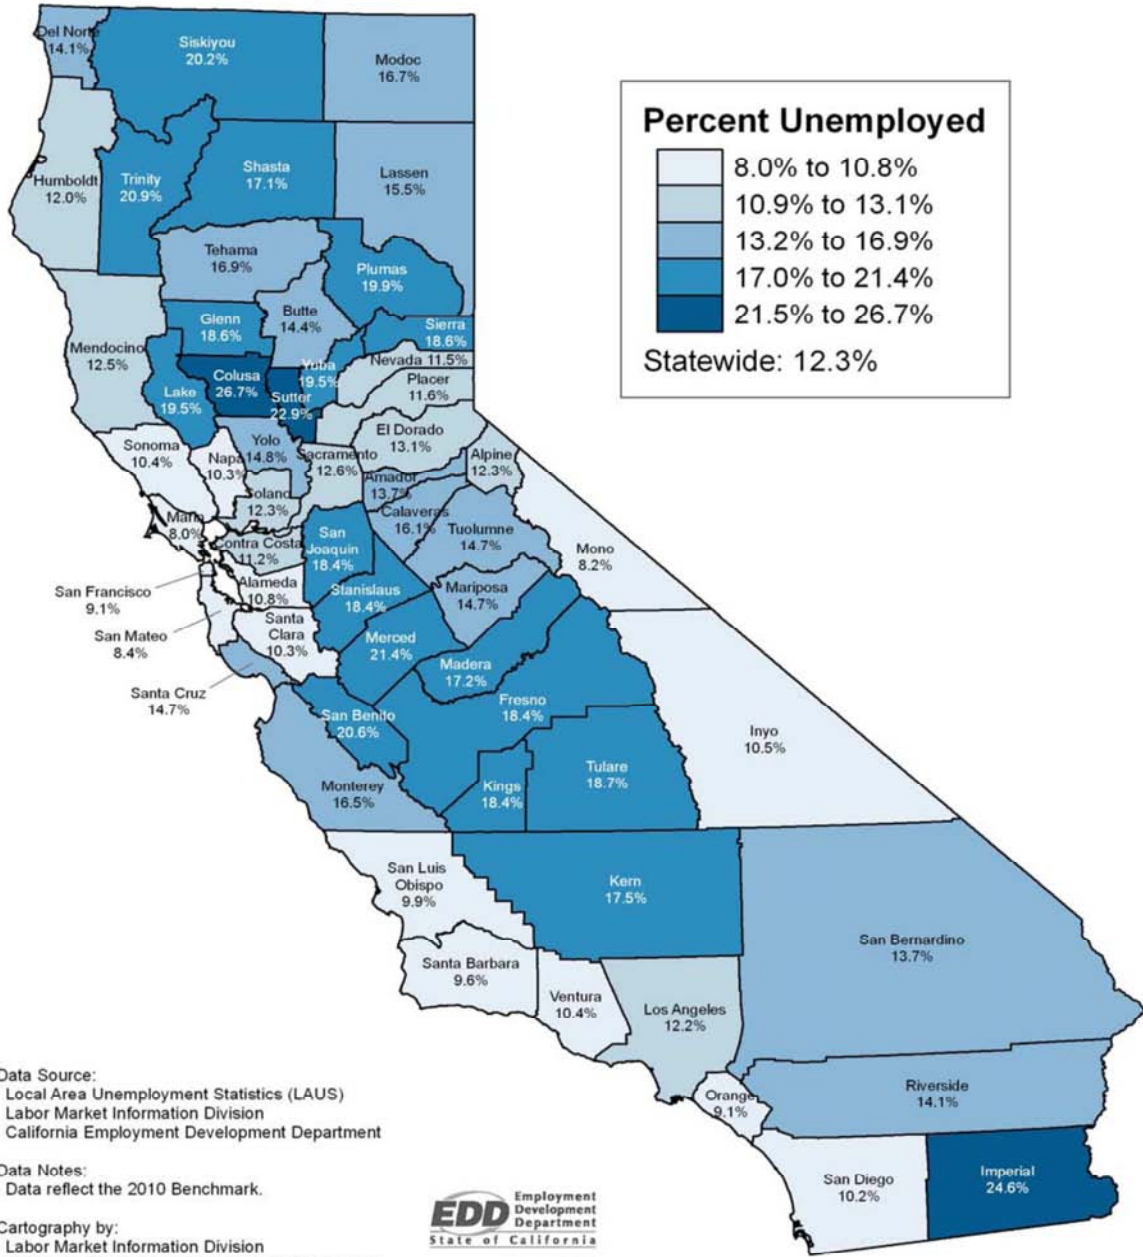 Del Norte
14.1%
Siskiyou
20.2%
Modoc
16.7%
Percent Unemployed
8.0% to 10.8%
10.9% to 13.1%
13.2% to 16.9%
17.0% to 21.4%
21.5% to 26.7%
Statewide: 12.3%
Humboldt
12.0%
Trinity
20.9%
Shasta
17.1%
Lassen
15.5%
Tehama
16.9%
Plumas
19.9%
Mendocino
12.5%
Glenn
18.6%
Butte
14.4%
Sierra
18.6%
Lake
19.5%
Colusa
26.7%
Sutter
22.9%
Yuba
19.5%
Nevada 11.5%
Placer
11.6%
Sonoma
10.4%
Napa
10.3%
Yolo
14.8%
Sacramento
12.6%
El Dorado
13.1%
Alpine
12.3%
Solano
12.3%
Amador
13.7%
Marin
8.0%
Contra Costa
11.2%
San
Joaquin
18.4%
Calaveras
16.1%
Tuolumne
14.7%
Mono
8.2%
San Francisco
9.1%
Alameda
10.8%
Stanislaus
18.4%
Mariposa
14.7%
San Mateo
8.4%
Santa
Clara
10.3%
Merced
21.4%
Madera
17.2%
Santa Cruz
14.7%
San Benito
20.6%
Fresno
18.4%
Inyo
10.5%
Monterey
16.5%
Kings
18.4%
Tulare
18.7%
San Luis
Obispo
9.9%
Kern
17.5%
San Bernardino
13.7%
Santa Barbara
9.6%
Ventura
10.4%
Los Angeles
12.2%
Orange
9.1%
Riverside
14.1%
San Diego
10.2%
Imperial
24.6%
Data Source:
Local Area Unemployment Statistics (LAUS)
Labor Market Information Division
California Employment Development Department
Data Notes:
Data reflect the 2010 Benchmark.
Cartography by:
Labor Market Information Division
EDD
Employment
Development
Department
State of California